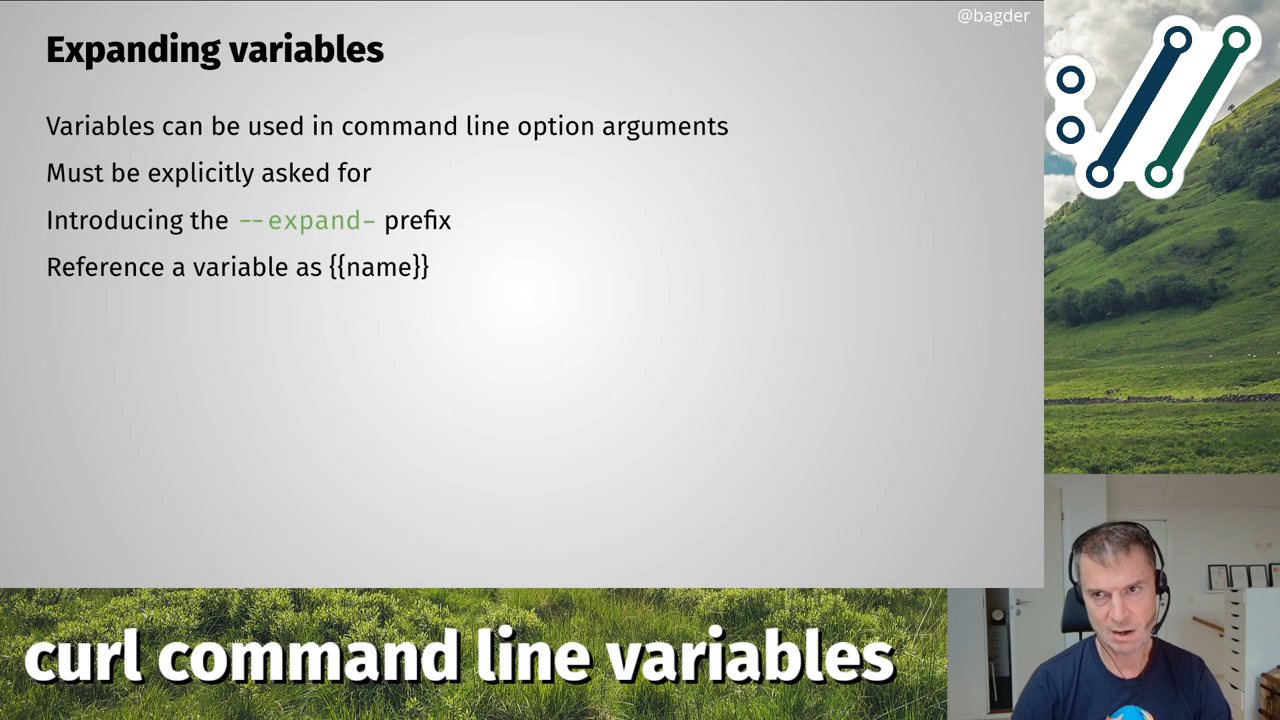 @bagder
Expanding variables
Variables can be used in command line option arguments
Must be explicitly asked for
Introducing the --expand- prefix
Reference a variable as {{name}}
curl command line variables